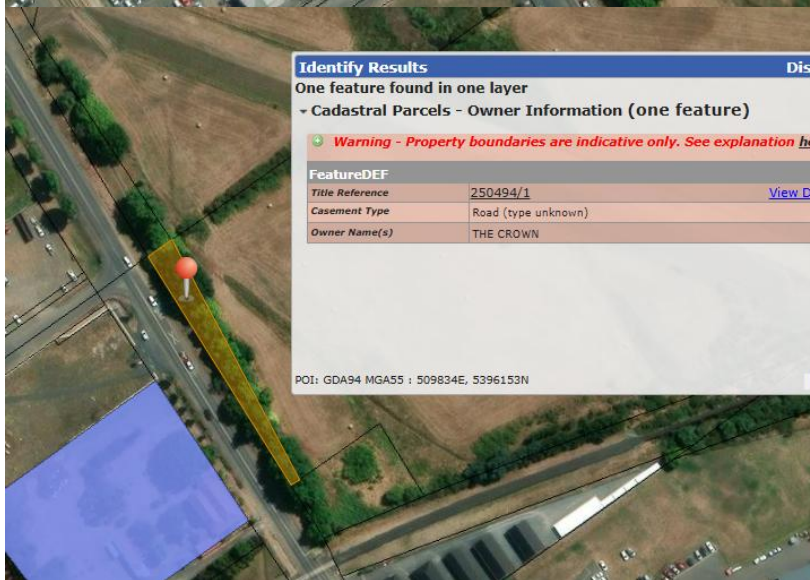 Identify Results Dis
One feature found in one layer
Cadastral Parcels - Owner Information (one feature)
Warning - Property boundaries are indicative only. See explanation he
FeatureDEF
Title Reference 250494/1 View D
Casement Type Road (type unknown)
Owner Name(s) THE CROWN
POI: GDA94 MGA55 : 509834E, 5396153N